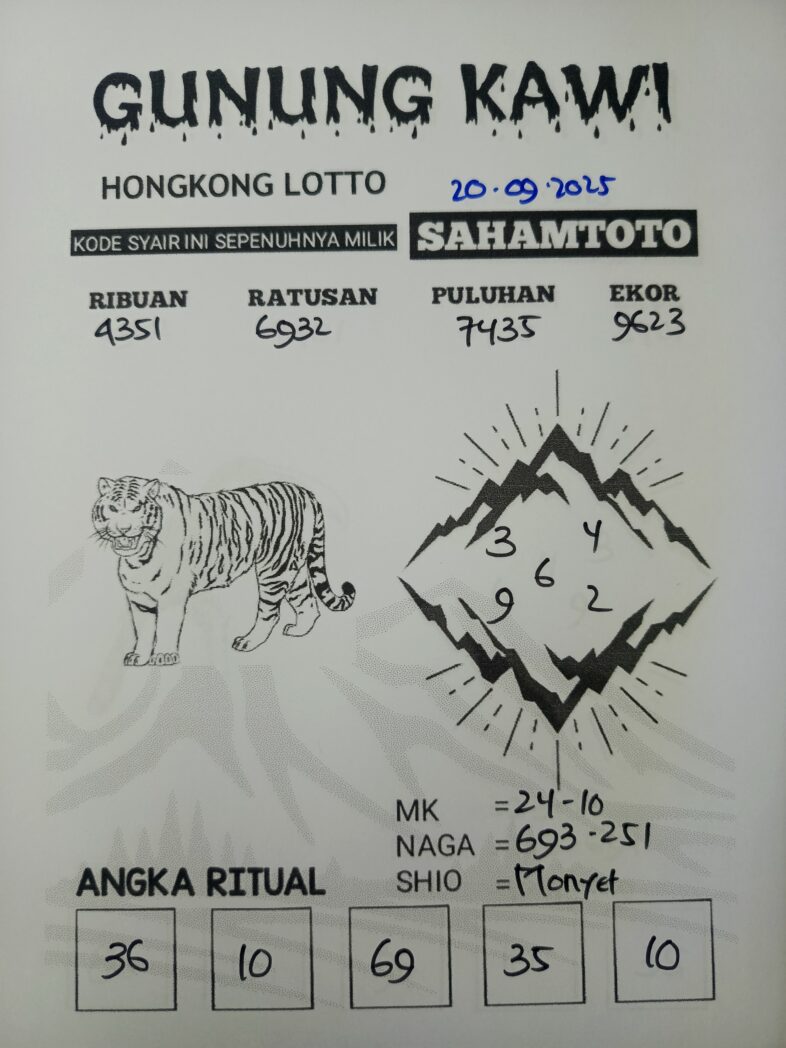 GUNUNG KAWI
HONGKONG LOTTO 20.09.2025
KODE SYAIR INI SEPENUHNYA MILIK SAHAMTOTO
RIBUAN RATUSAN PULUHAN EKOR
4351 6932 7435 9623
3 4
6
9 2
MK = 24-10
NAGA = 693-251
SHIO = Monyet
ANGKA RITUAL
36 10 69 35 10